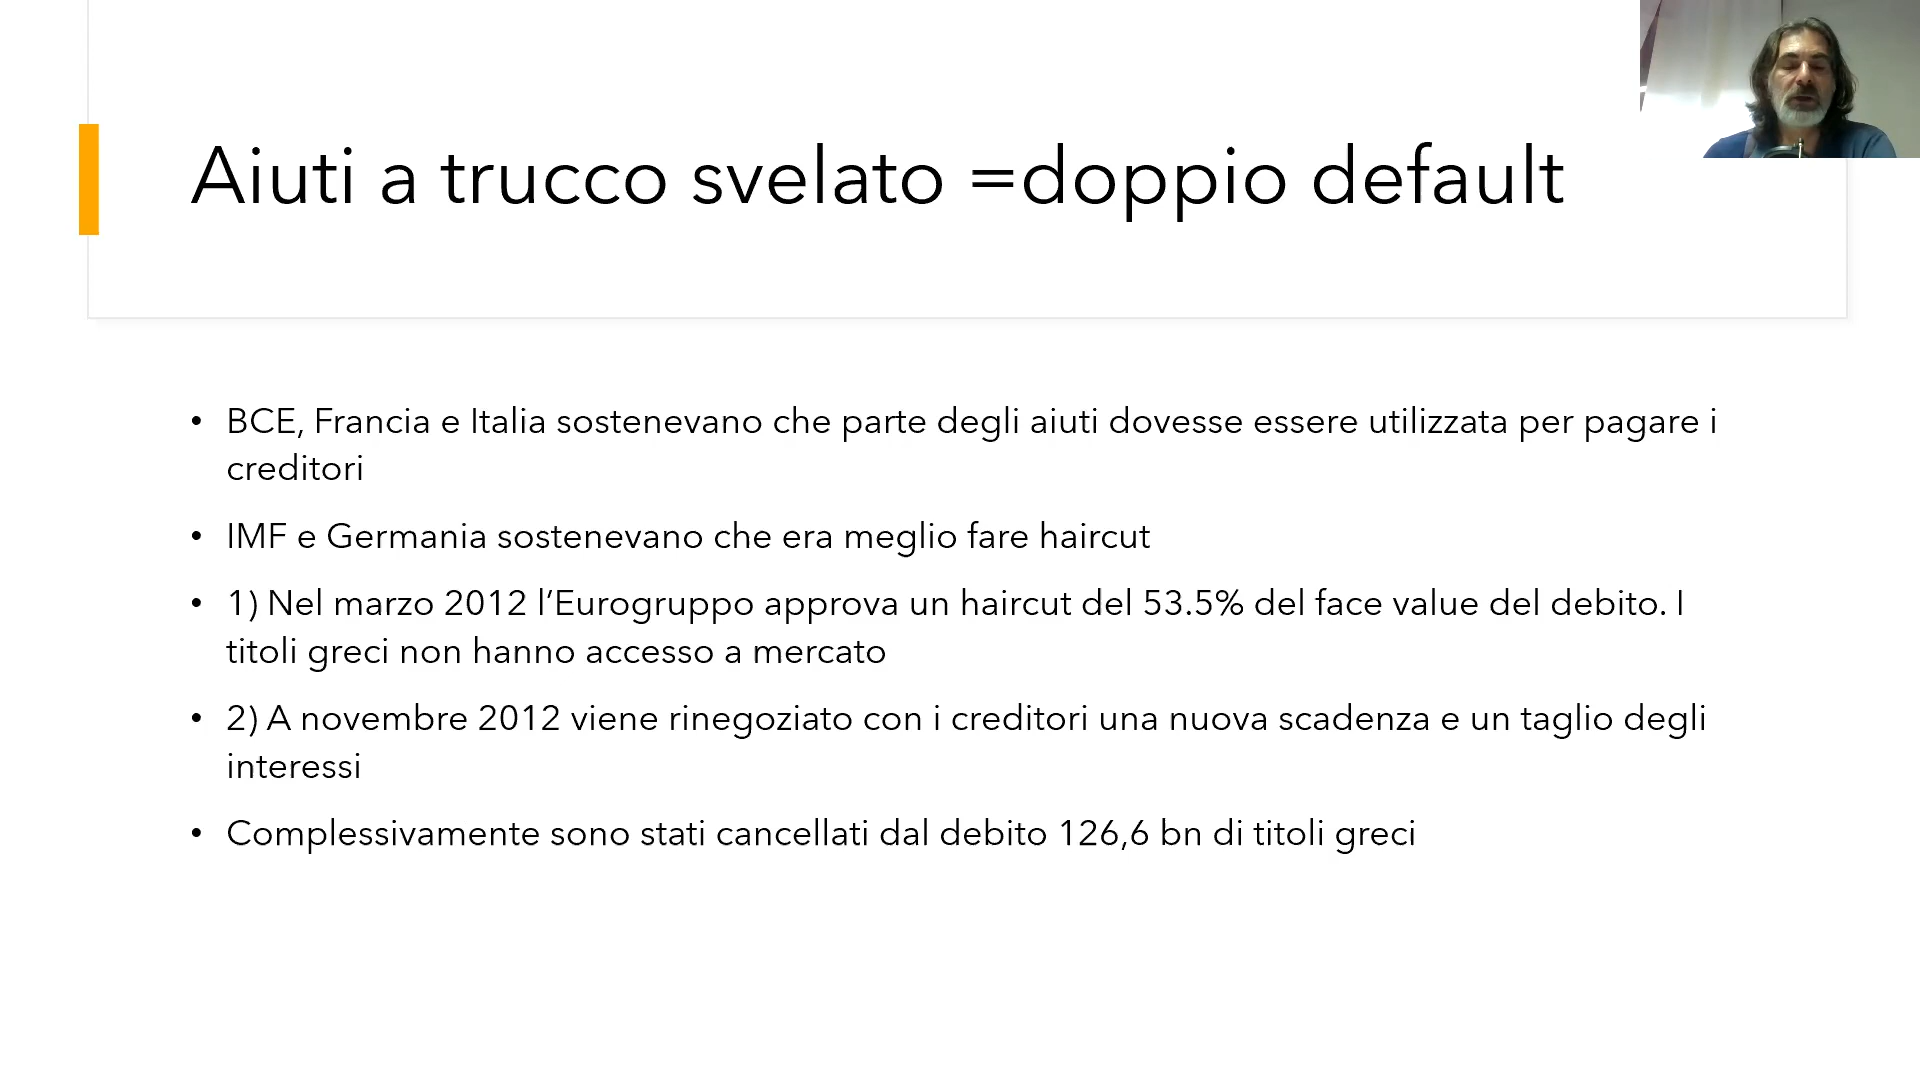 Aiuti a trucco svelato =doppio default
• BCE, Francia e Italia sostenevano che parte degli aiuti dovesse essere utilizzata per pagare i
creditori
• IMF e Germania sostenevano che era meglio fare haircut
• 1) Nel marzo 2012 l’Eurogruppo approva un haircut del 53.5% del face value del debito. I
titoli greci non hanno accesso a mercato
• 2) A novembre 2012 viene rinegoziato con i creditori una nuova scadenza e un taglio degli
interessi
• Complessivamente sono stati cancellati dal debito 126,6 bn di titoli greci